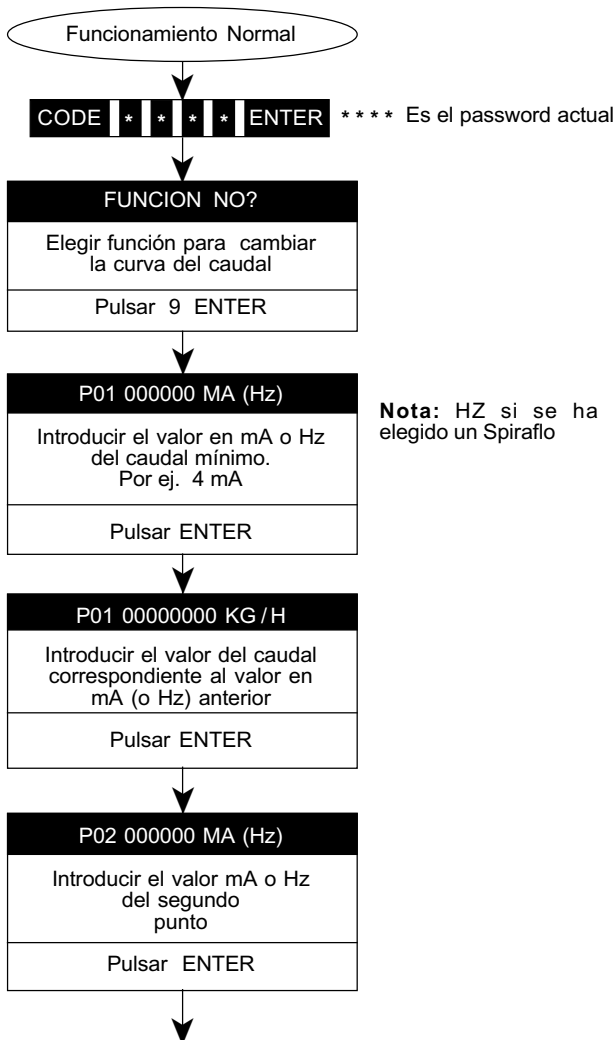 Funcionamiento Normal
CODE * * * * ENTER **** Es el password actual
FUNCION NO?
Elegir función para cambiar
la curva del caudal
Pulsar 9 ENTER
P01 000000 MA (Hz)
Introducir el valor en mA o Hz
del caudal mínimo.
Por ej. 4 mA
Pulsar ENTER
Nota: HZ si se ha
elegido un Spiraflo
P01 00000000 KG/H
Introducir el valor del caudal
correspondiente al valor en
mA (o Hz) anterior
Pulsar ENTER
P02 000000 MA (Hz)
Introducir el valor mA o Hz
del segundo
punto
Pulsar ENTER